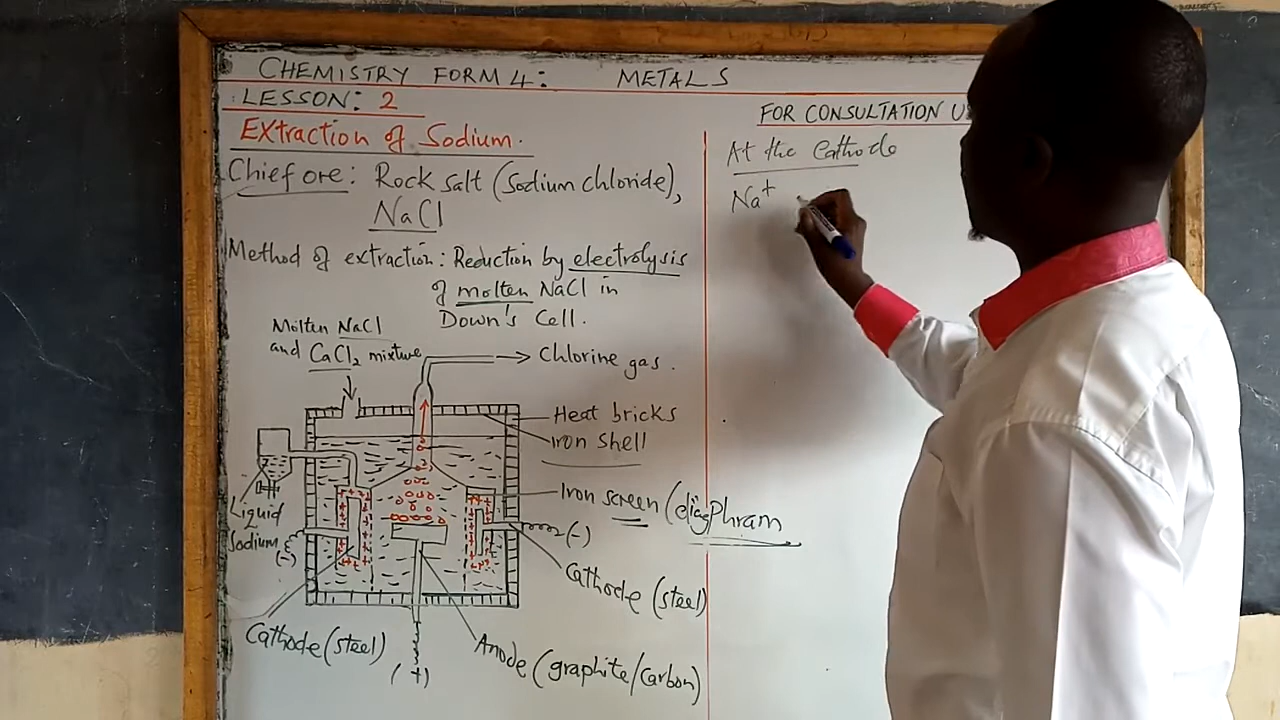 CHEMISTRY FORM 4: METALS
LESSON: 2
FOR CONSULTATION
Extraction of Sodium.
Chief ore: Rock salt (Sodium chloride),
NaCl
Method of extraction: Reduction by electrolysis
of molten NaCl in
Down's Cell.
Molten NaCl
and CaCl₂ mixture
Chlorine gas.
Heat bricks
Iron Shell
Iron screen (diaphram
Liquid
Sodium
(-)
(-)
Cathode (steel)
Cathode (steel)
Anode (graphite/carbon)
(+)
At the Cathode
Na⁺